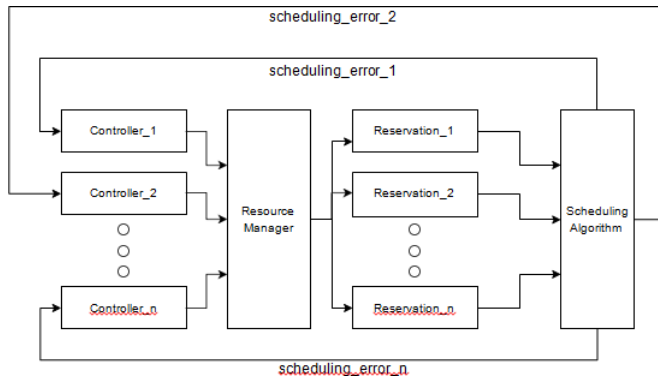 scheduling_error_2
scheduling_error_1
Controller_1
Reservation_1
Controller_2
Reservation_2
Resource
Manager
Scheduling
Algorithm
Controller_n
Reservation_n
scheduling_error_n